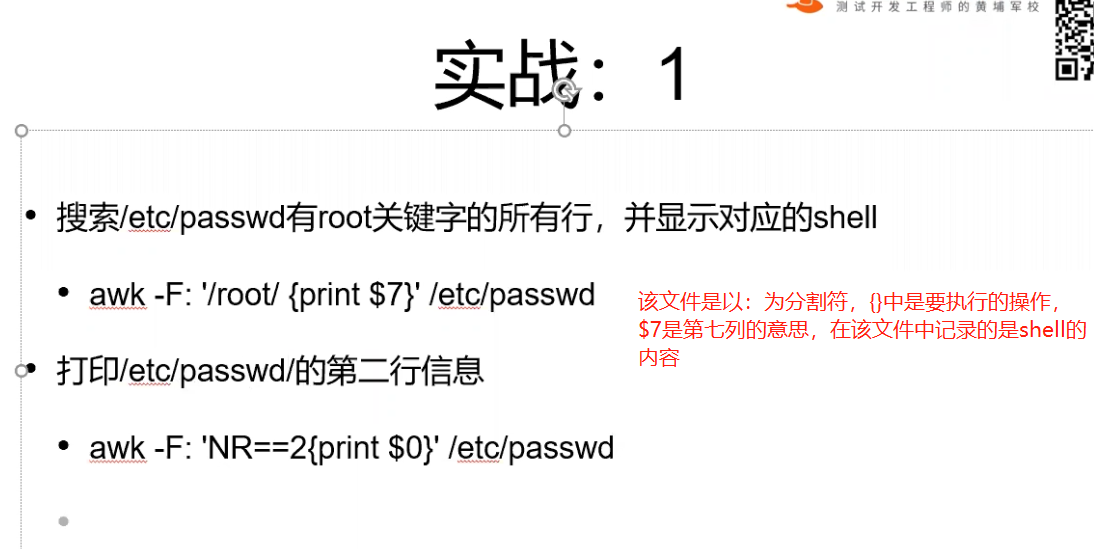 测试开发工程师的黄埔军校
实战：1
• 搜索/etc/passwd有root关键字的所有行，并显示对应的shell
• awk -F: '/root/ {print $7}' /etc/passwd
该文件是以：为分割符，{}中是要执行的操作，
$7是第七列的意思，在该文件中记录的是shell的
内容
• 打印/etc/passwd/的第二行信息
• awk -F: 'NR==2{print $0}' /etc/passwd